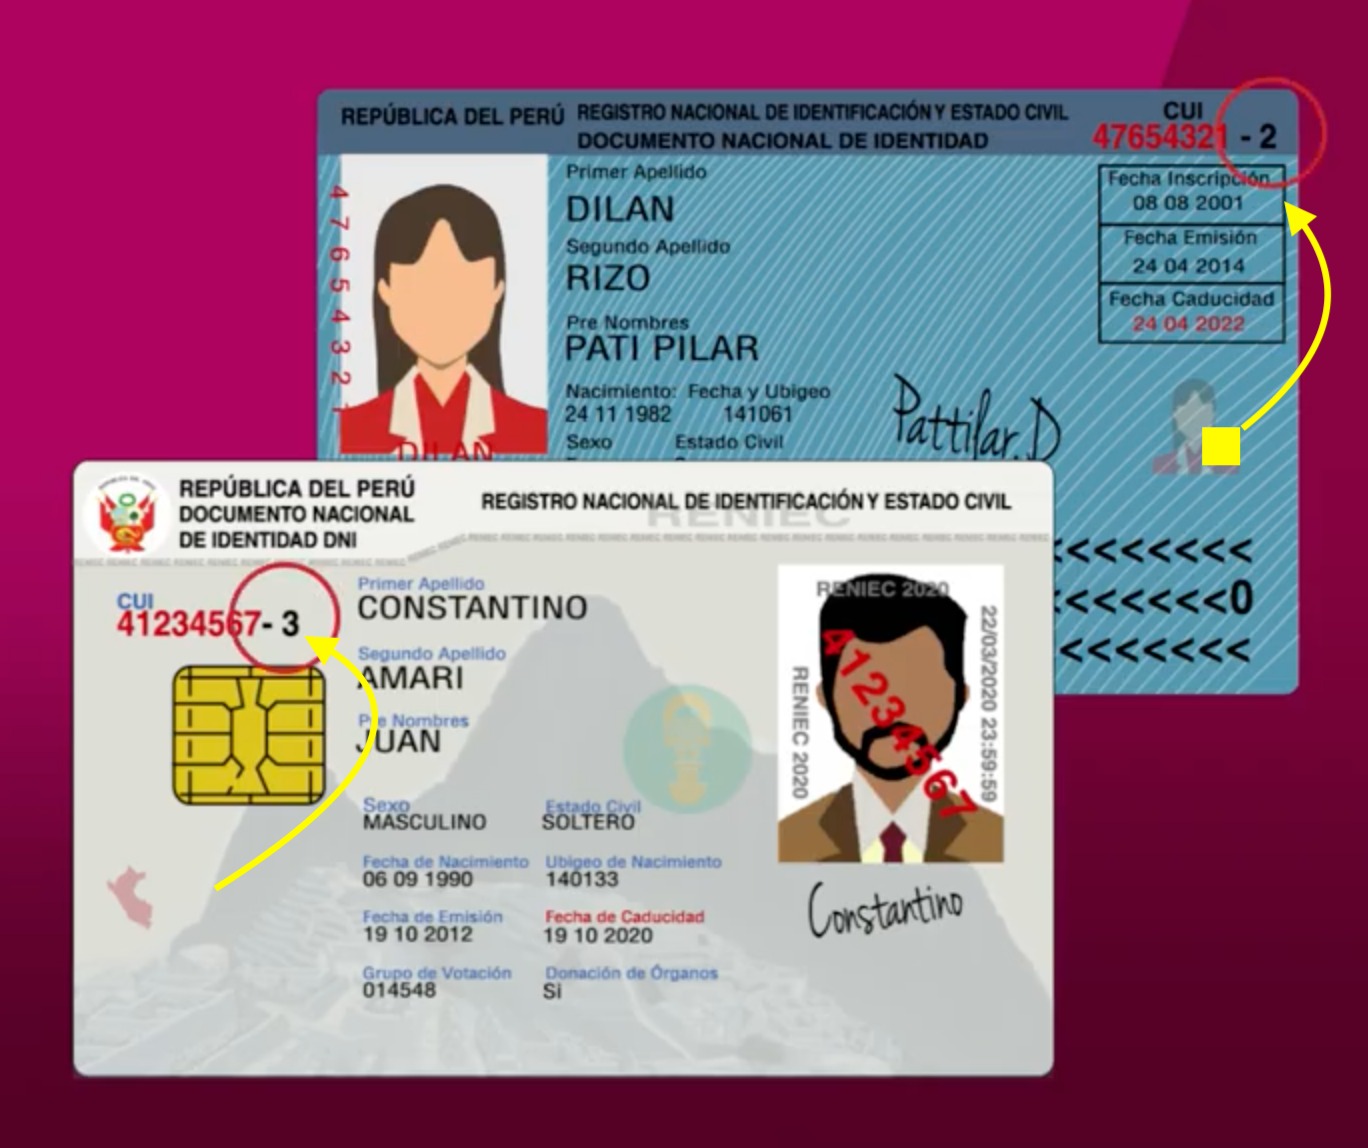 REPÚBLICA DEL PERÚ
REGISTRO NACIONAL DE IDENTIFICACIÓN Y ESTADO CIVIL
DOCUMENTO NACIONAL DE IDENTIDAD
CUI
47654321 - 2
47654321
Primer Apellido
DILAN
Segundo Apellido
RIZO
Pre Nombres
PATI PILAR
Nacimiento: Fecha y Ubigeo
24 11 1982 141061
Sexo Estado Civil
Fecha Inscripción
08 08 2001
Fecha Emisión
24 04 2014
Fecha Caducidad
24 04 2022
DILAN
Pattilar.D
<<<<<<<<
<<<<<<<0
<<<<<<<<
REPÚBLICA DEL PERÚ
DOCUMENTO NACIONAL
DE IDENTIDAD DNI
REGISTRO NACIONAL DE IDENTIFICACIÓN Y ESTADO CIVIL
RENIEC
CUI
41234567- 3
Primer Apellido
CONSTANTINO
Segundo Apellido
AMARI
Pre Nombres
JUAN
Sexo Estado Civil
MASCULINO SOLTERO
Fecha de Nacimiento Ubigeo de Nacimiento
06 09 1990 140133
Fecha de Emisión Fecha de Caducidad
19 10 2012 19 10 2020
Grupo de Votación Donación de Órganos
014548 Si
RENIEC 2020
RENIEC 2020
41234567
22/03/2020 23:59:59
Constantino